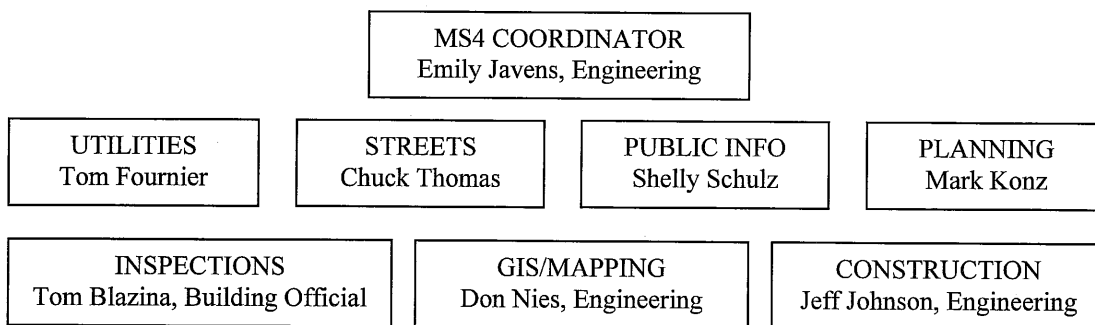 MS4 COORDINATOR
Emily Javens, Engineering
UTILITIES
Tom Fournier
STREETS
Chuck Thomas
PUBLIC INFO
Shelly Schulz
PLANNING
Mark Konz
INSPECTIONS
Tom Blazina, Building Official
GIS/MAPPING
Don Nies, Engineering
CONSTRUCTION
Jeff Johnson, Engineering